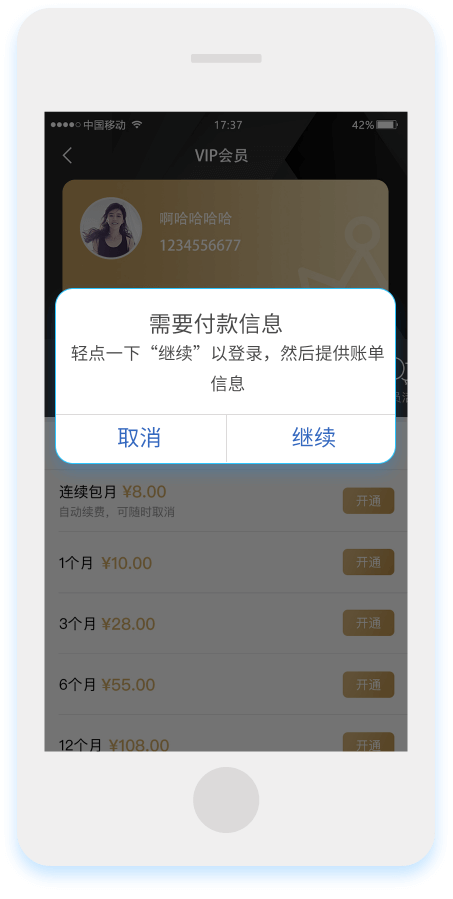 中国移动
17:37
42%
VIP会员
啊哈哈哈哈
1234556677
需要付款信息
轻点一下“继续”以登录，然后提供账单
信息
取消
继续
连续包月 ¥8.00
自动续费，可随时取消
开通
1个月 ¥10.00
开通
3个月 ¥28.00
开通
6个月 ¥55.00
开通
12个月 ¥108.00
开通